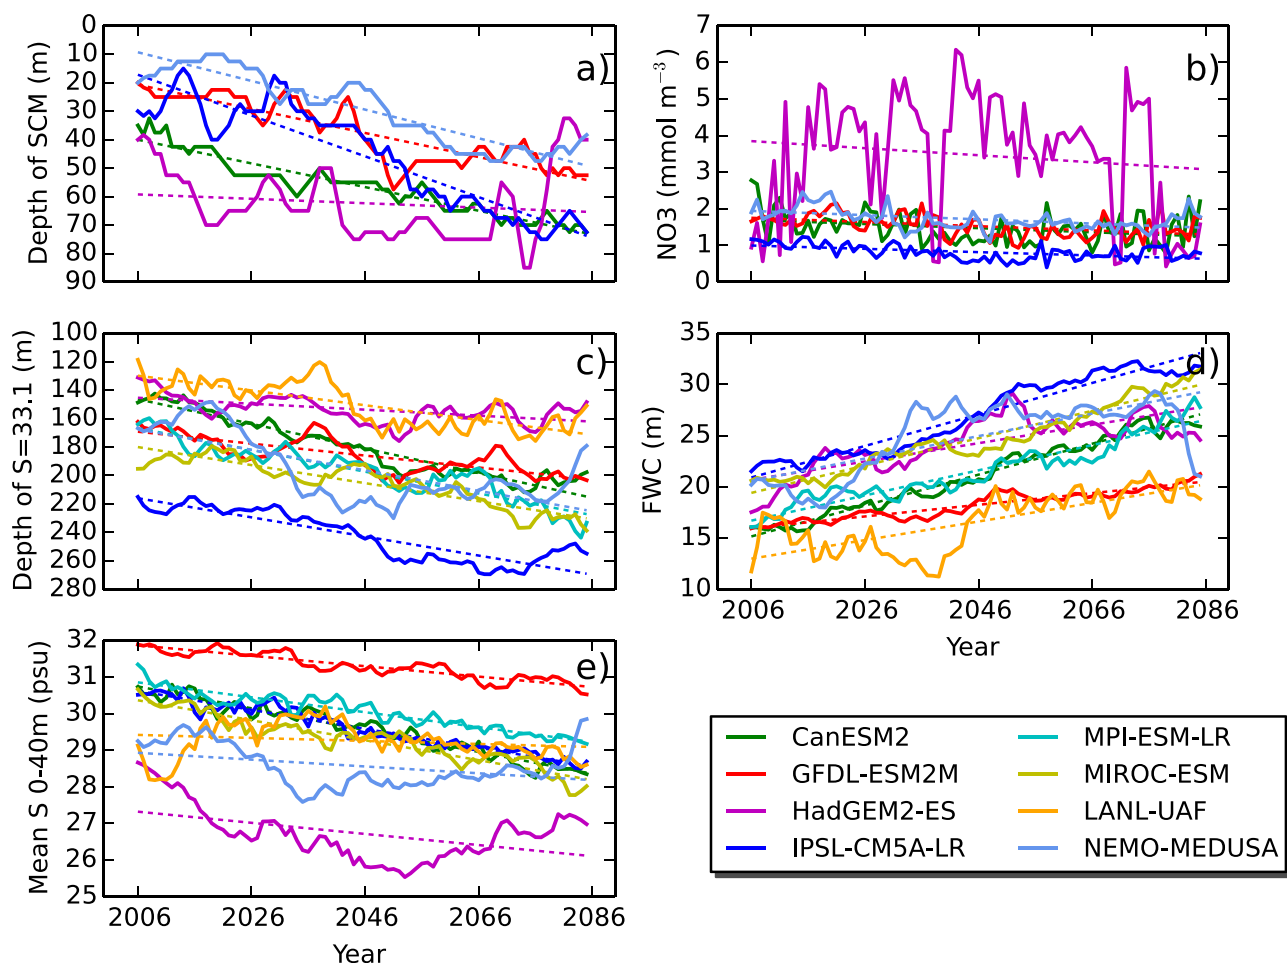 0
10
20
30
40
50
60
70
80
90
Depth of SCM (m)
a)
7
6
5
4
3
2
1
0
NO3 (mmol m−3)
b)
100
120
140
160
180
200
220
240
260
280
Depth of S=33.1 (m)
c)
35
30
25
20
15
10
FWC (m)
d)
2006 2026 2046 2066 2086
Year
32
31
30
29
28
27
26
25
Mean S 0-40m (psu)
e)
2006 2026 2046 2066 2086
Year
CanESM2
GFDL-ESM2M
HadGEM2-ES
IPSL-CM5A-LR
MPI-ESM-LR
MIROC-ESM
LANL-UAF
NEMO-MEDUSA